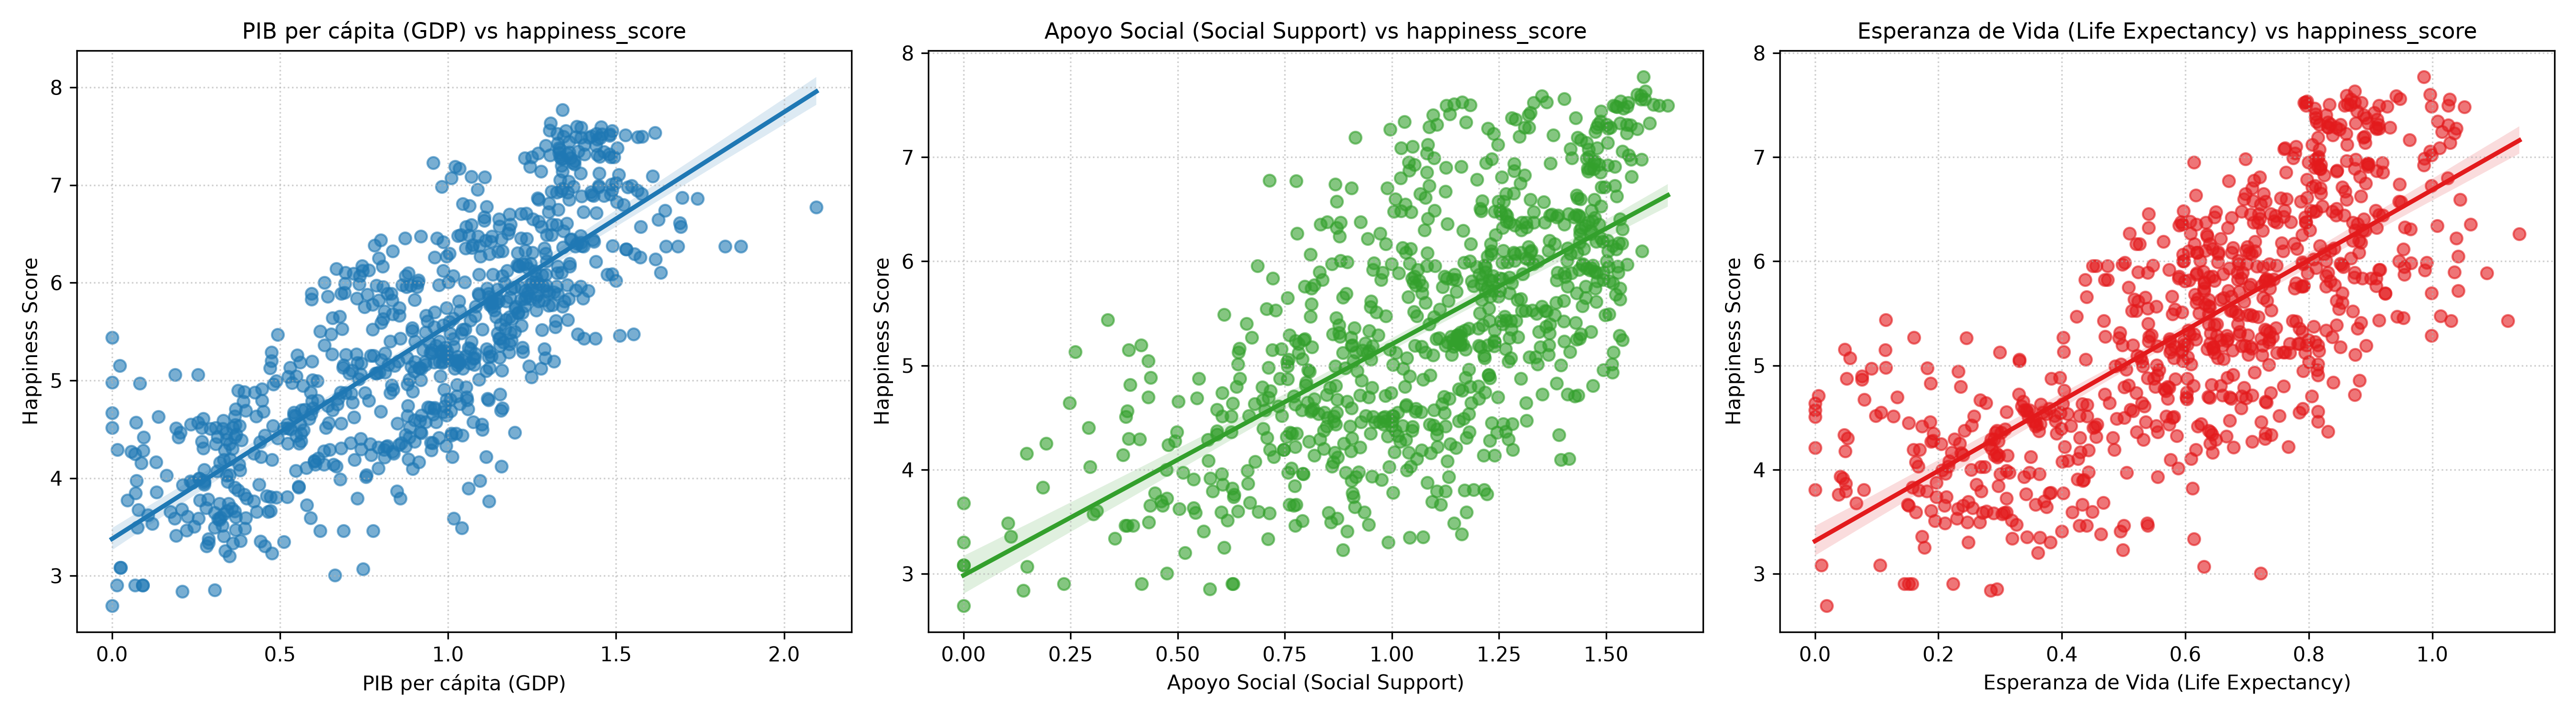 PIB per cápita (GDP) vs happiness_score
8
7
6
5
4
3
Happiness Score
0.0 0.5 1.0 1.5 2.0
PIB per cápita (GDP)
Apoyo Social (Social Support) vs happiness_score
8
7
6
5
4
3
Happiness Score
0.00 0.25 0.50 0.75 1.00 1.25 1.50
Apoyo Social (Social Support)
Esperanza de Vida (Life Expectancy) vs happiness_score
8
7
6
5
4
3
Happiness Score
0.0 0.2 0.4 0.6 0.8 1.0
Esperanza de Vida (Life Expectancy)